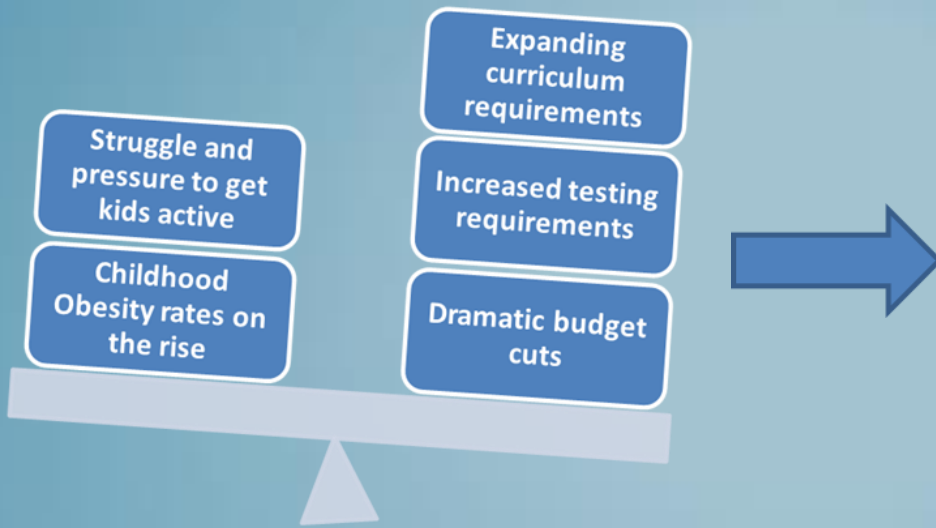 Struggle and
pressure to get
kids active
Childhood
Obesity rates on
the rise
Expanding
curriculum
requirements
Increased testing
requirements
Dramatic budget
cuts